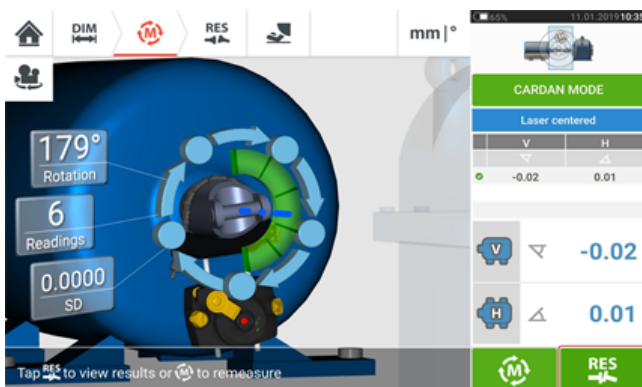 DIM
M
RES
mm|°
65%
11.01.2019 10:35
CARDAN MODE
Laser centered
V
H
-0.02
0.01
179°
Rotation
6
Readings
0.0000
SD
V
-0.02
H
0.01
Tap RES to view results or M to remeasure
M
RES